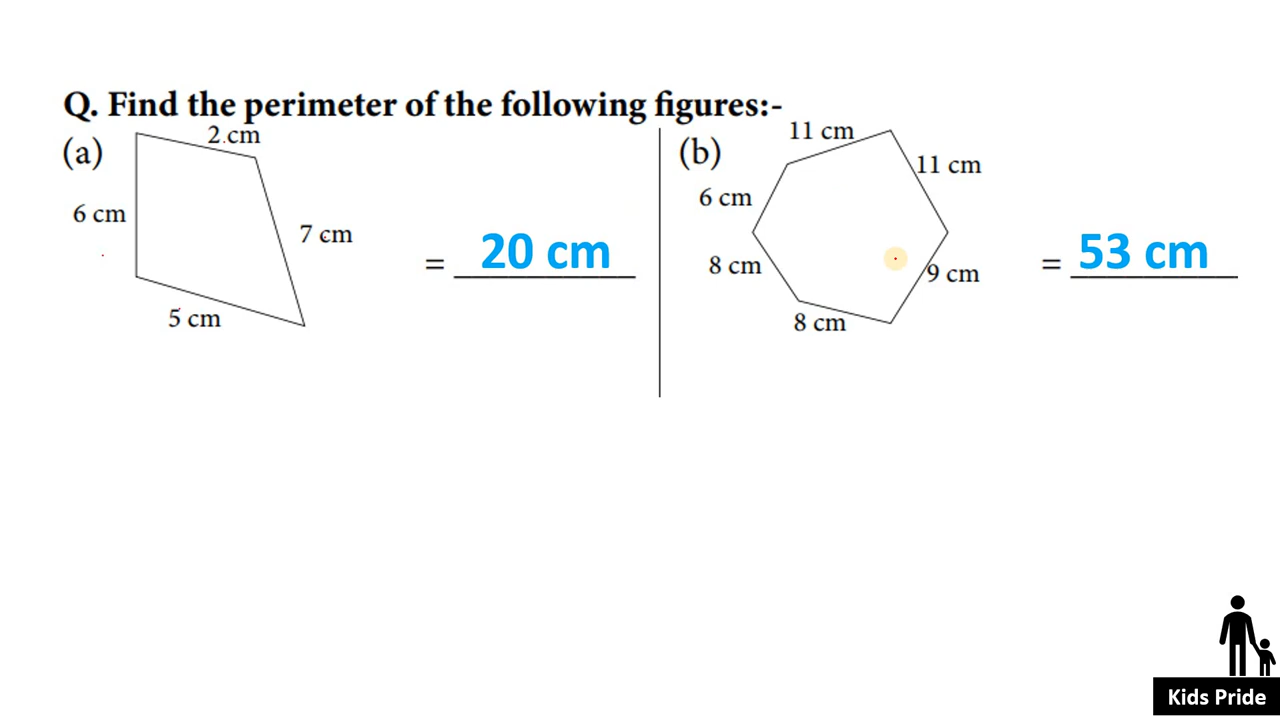 Q. Find the perimeter of the following figures:-
(a)
2 cm
6 cm
7 cm
5 cm
= 20 cm
(b)
11 cm
11 cm
6 cm
8 cm
9 cm
8 cm
= 53 cm
Kids Pride